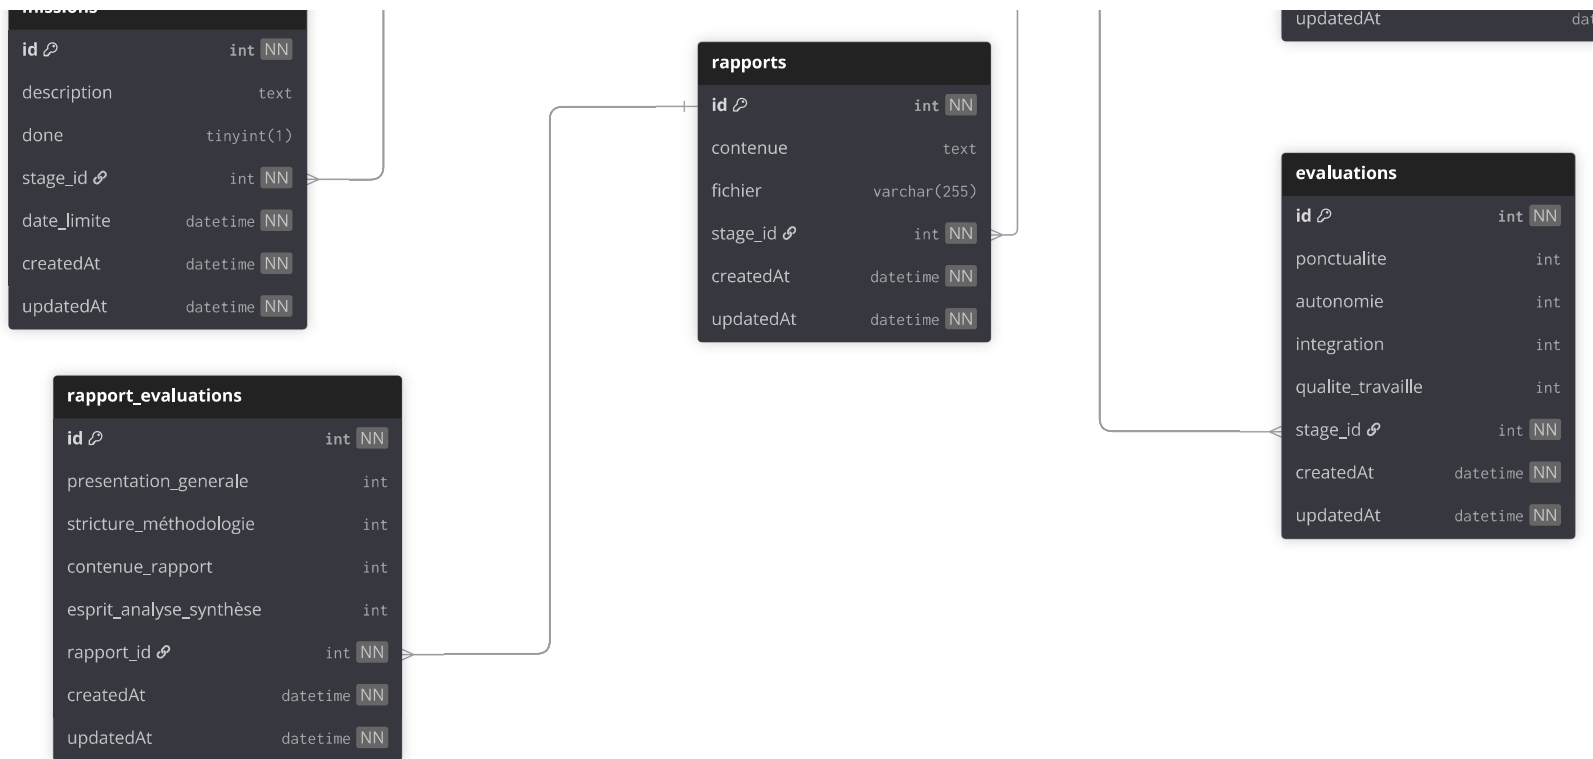 missions
id int NN
description text
done tinyint(1)
stage_id int NN
date_limite datetime NN
createdAt datetime NN
updatedAt datetime NN
rapports
id int NN
contenue text
fichier varchar(255)
stage_id int NN
createdAt datetime NN
updatedAt datetime NN
updatedAt
evaluations
id int NN
ponctualite int
autonomie int
integration int
qualite_travaille int
stage_id int NN
createdAt datetime NN
updatedAt datetime NN
rapport_evaluations
id int NN
presentation_generale int
stricture_méthodologie int
contenue_rapport int
esprit_analyse_synthèse int
rapport_id int NN
createdAt datetime NN
updatedAt datetime NN